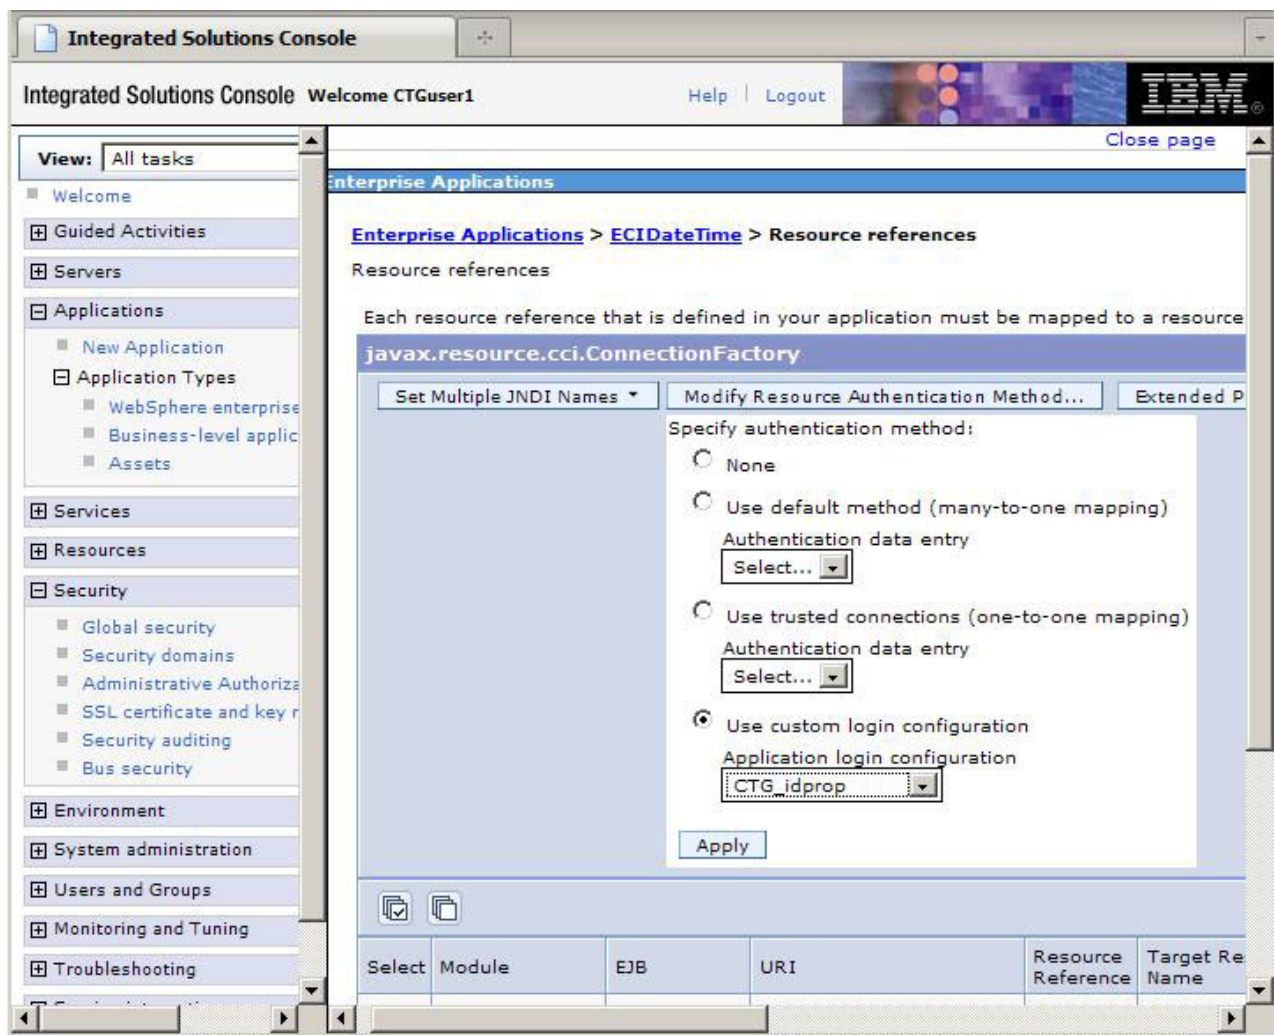 Integrated Solutions Console
Integrated Solutions Console Welcome CTGuser1 Help Logout IBM®
View: All tasks
Welcome
Guided Activities
Servers
Applications
New Application
Application Types
WebSphere enterprise
Business-level applic
Assets
Services
Resources
Security
Global security
Security domains
Administrative Authoriza
SSL certificate and key r
Security auditing
Bus security
Environment
System administration
Users and Groups
Monitoring and Tuning
Troubleshooting
Close page
Enterprise Applications
Enterprise Applications > ECIDateTime > Resource references
Resource references
Each resource reference that is defined in your application must be mapped to a resource
javax.resource.cci.ConnectionFactory
Set Multiple JNDI Names Modify Resource Authentication Method... Extended P
Specify authentication method:
None
Use default method (many-to-one mapping)
Authentication data entry
Select...
Use trusted connections (one-to-one mapping)
Authentication data entry
Select...
Use custom login configuration
Application login configuration
CTG_idprop
Apply
Select Module EJB URI Resource Reference Target Re Name